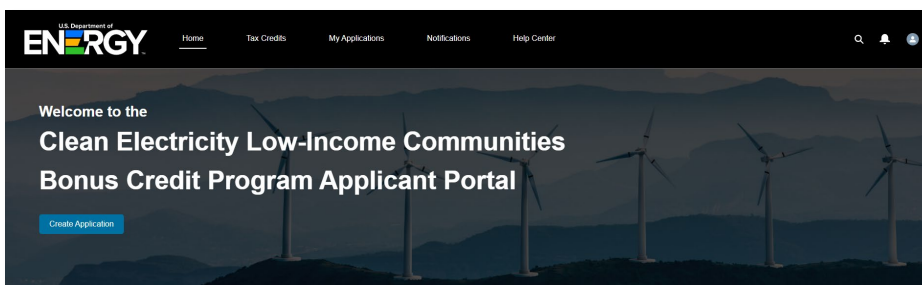 U.S. Department of
ENERGY
Home Tax Credits My Applications Notifications Help Center
Welcome to the
Clean Electricity Low-Income Communities
Bonus Credit Program Applicant Portal
Create Application